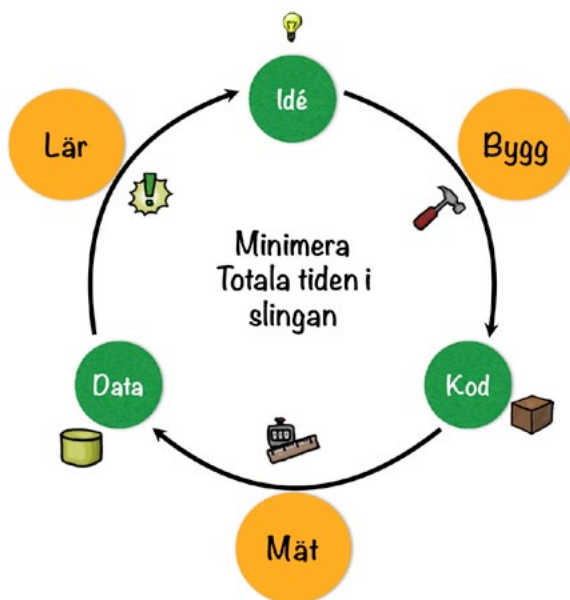 Idé
Lär
Bygg
Minimera
Totala tiden i
slingan
Data
Kod
Mät